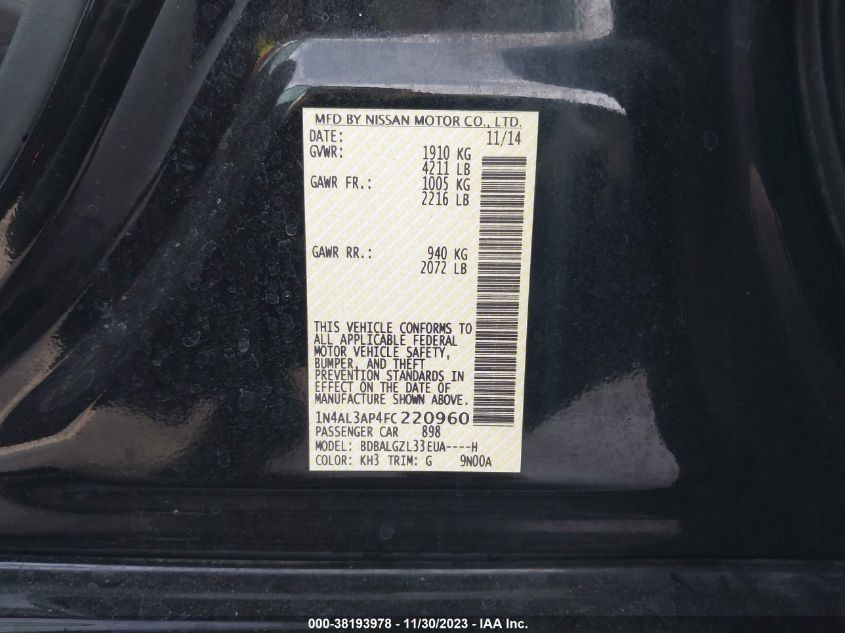 MFD BY NISSAN MOTOR CO., LTD.
DATE: 11/14
GVWR: 1910 KG
4211 LB
GAWR FR.: 1005 KG
2216 LB
GAWR RR.: 940 KG
2072 LB
THIS VEHICLE CONFORMS TO
ALL APPLICABLE FEDERAL
MOTOR VEHICLE SAFETY,
BUMPER, AND THEFT
PREVENTION STANDARDS IN
EFFECT ON THE DATE OF
MANUFACTURE SHOWN ABOVE.
1N4AL3AP4FC220960
PASSENGER CAR 898
MODEL: BDBALGZL33EUA----H
COLOR: KH3 TRIM: G 9N00A
000-38193978 - 11/30/2023 - © IAA Inc.